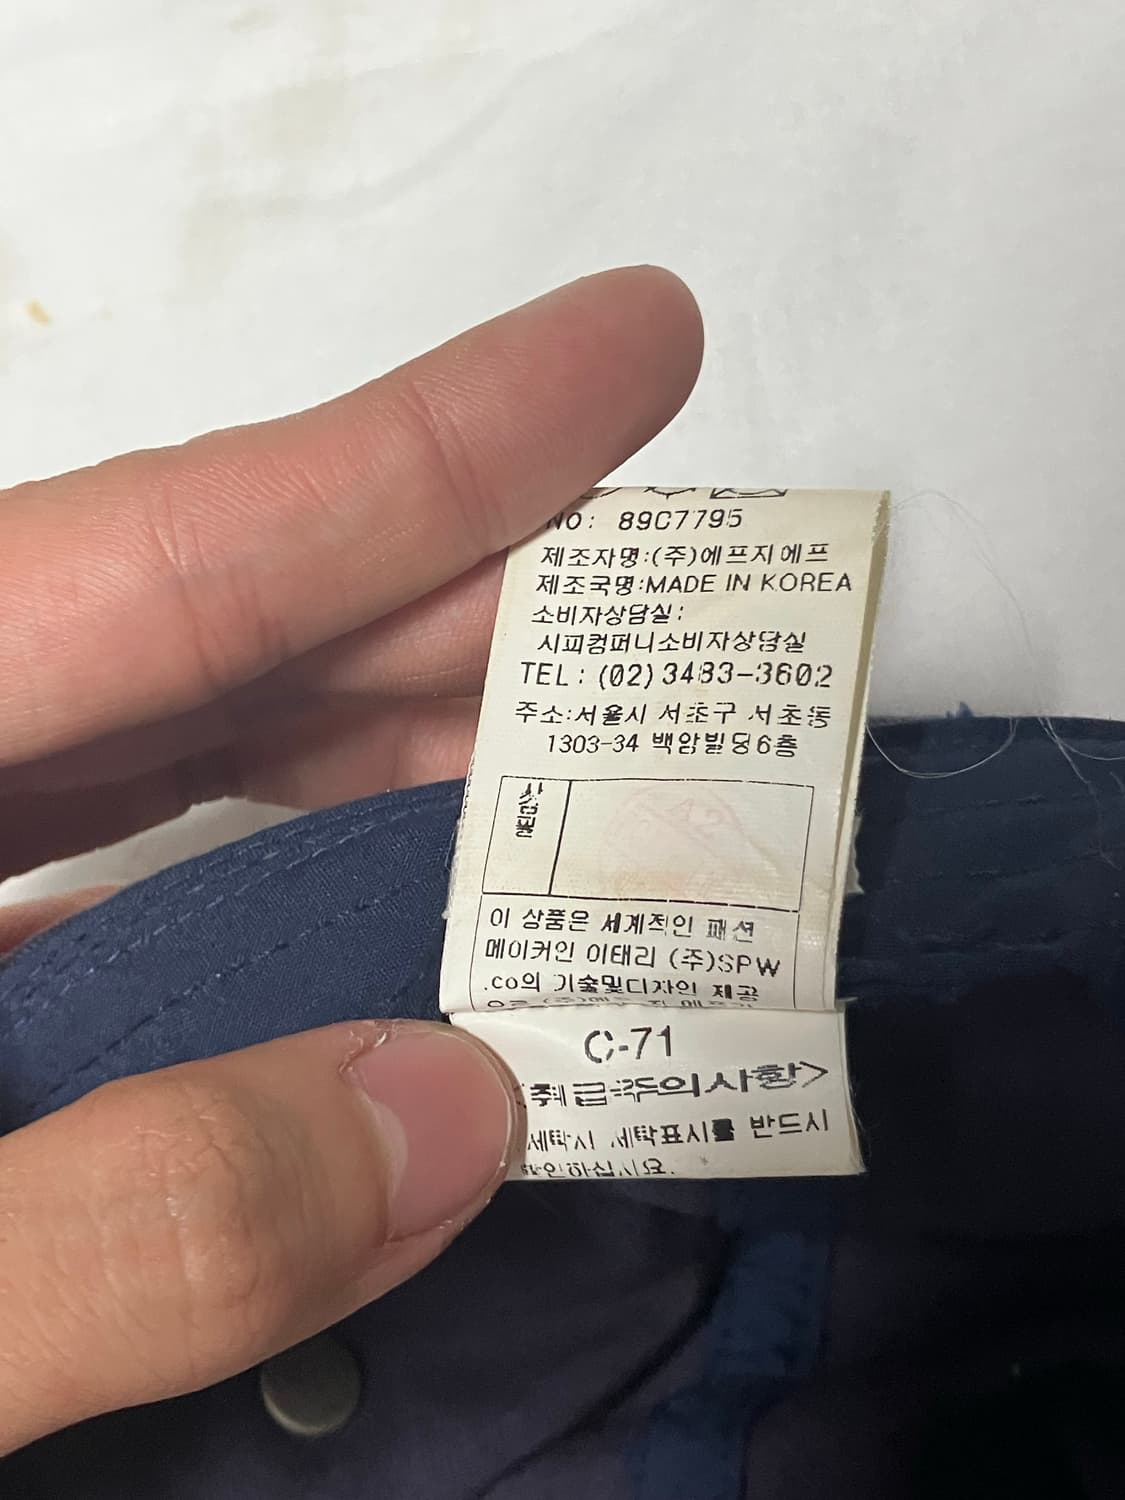 NO: 89C7795
제조자명:(주)에프지에프
제조국명:MADE IN KOREA
소비자상담실:
시피컴퍼니소비자상담실
TEL: (02)3483-3602
주소:서울시 서초구 서초동
1303-34 백암빌딩6층
이 상품은 세계적인 패션
메이커인 이태리 (주)SPW
.co의 기술및디자인 제공
C-71
취급주의사항>
세탁시 세탁표시를 반드시
확인하십시요.